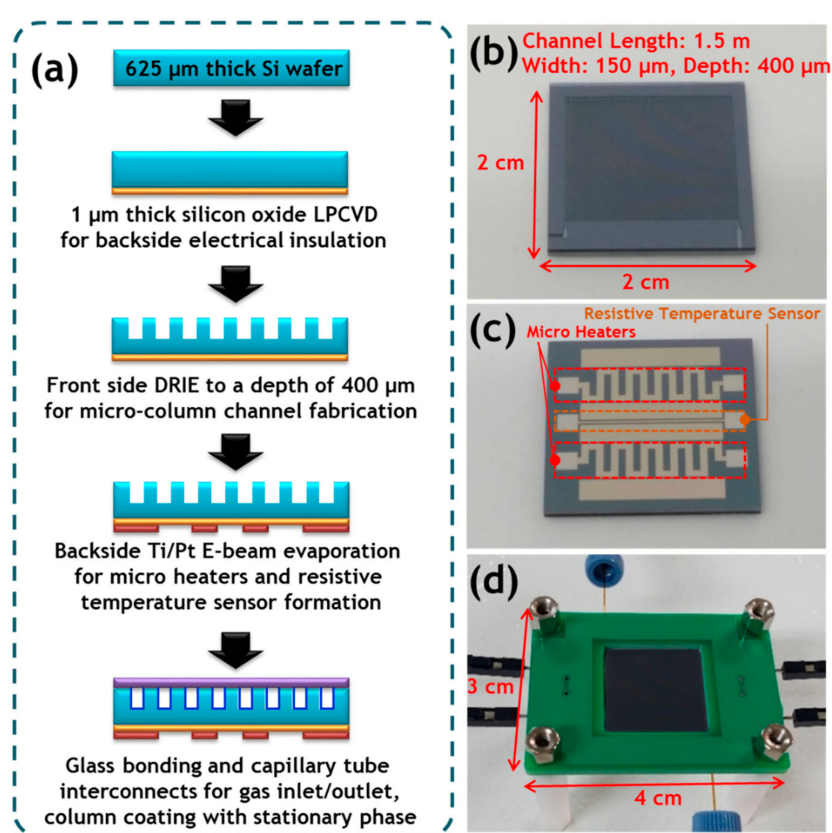 (a)
625 μm thick Si wafer
1 μm thick silicon oxide LPCVD
for backside electrical insulation
Front side DRIE to a depth of 400 μm
for micro-column channel fabrication
Backside Ti/Pt E-beam evaporation
for micro heaters and resistive
temperature sensor formation
Glass bonding and capillary tube
interconnects for gas inlet/outlet,
column coating with stationary phase
(b)
Channel Length: 1.5 m
Width: 150 μm, Depth: 400 μm
2 cm
2 cm
(c)
Resistive Temperature Sensor
Micro Heaters
(d)
3 cm
4 cm